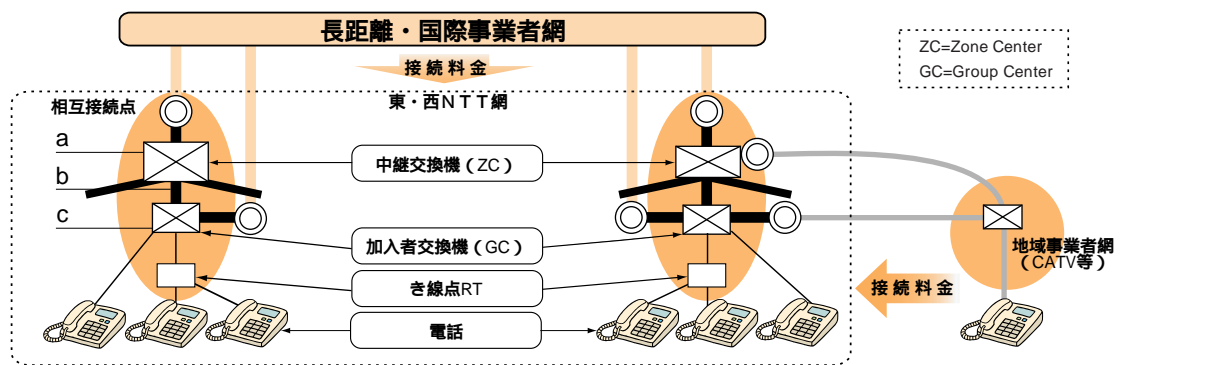 長距離・国際事業者網
ZC=Zone Center
GC=Group Center
接続料金
相互接続点
東・西NTT網
a
中継交換機(ZC)
b
c
加入者交換機(GC)
地域事業者網
(CATV等)
き線点RT
接続料金
電話